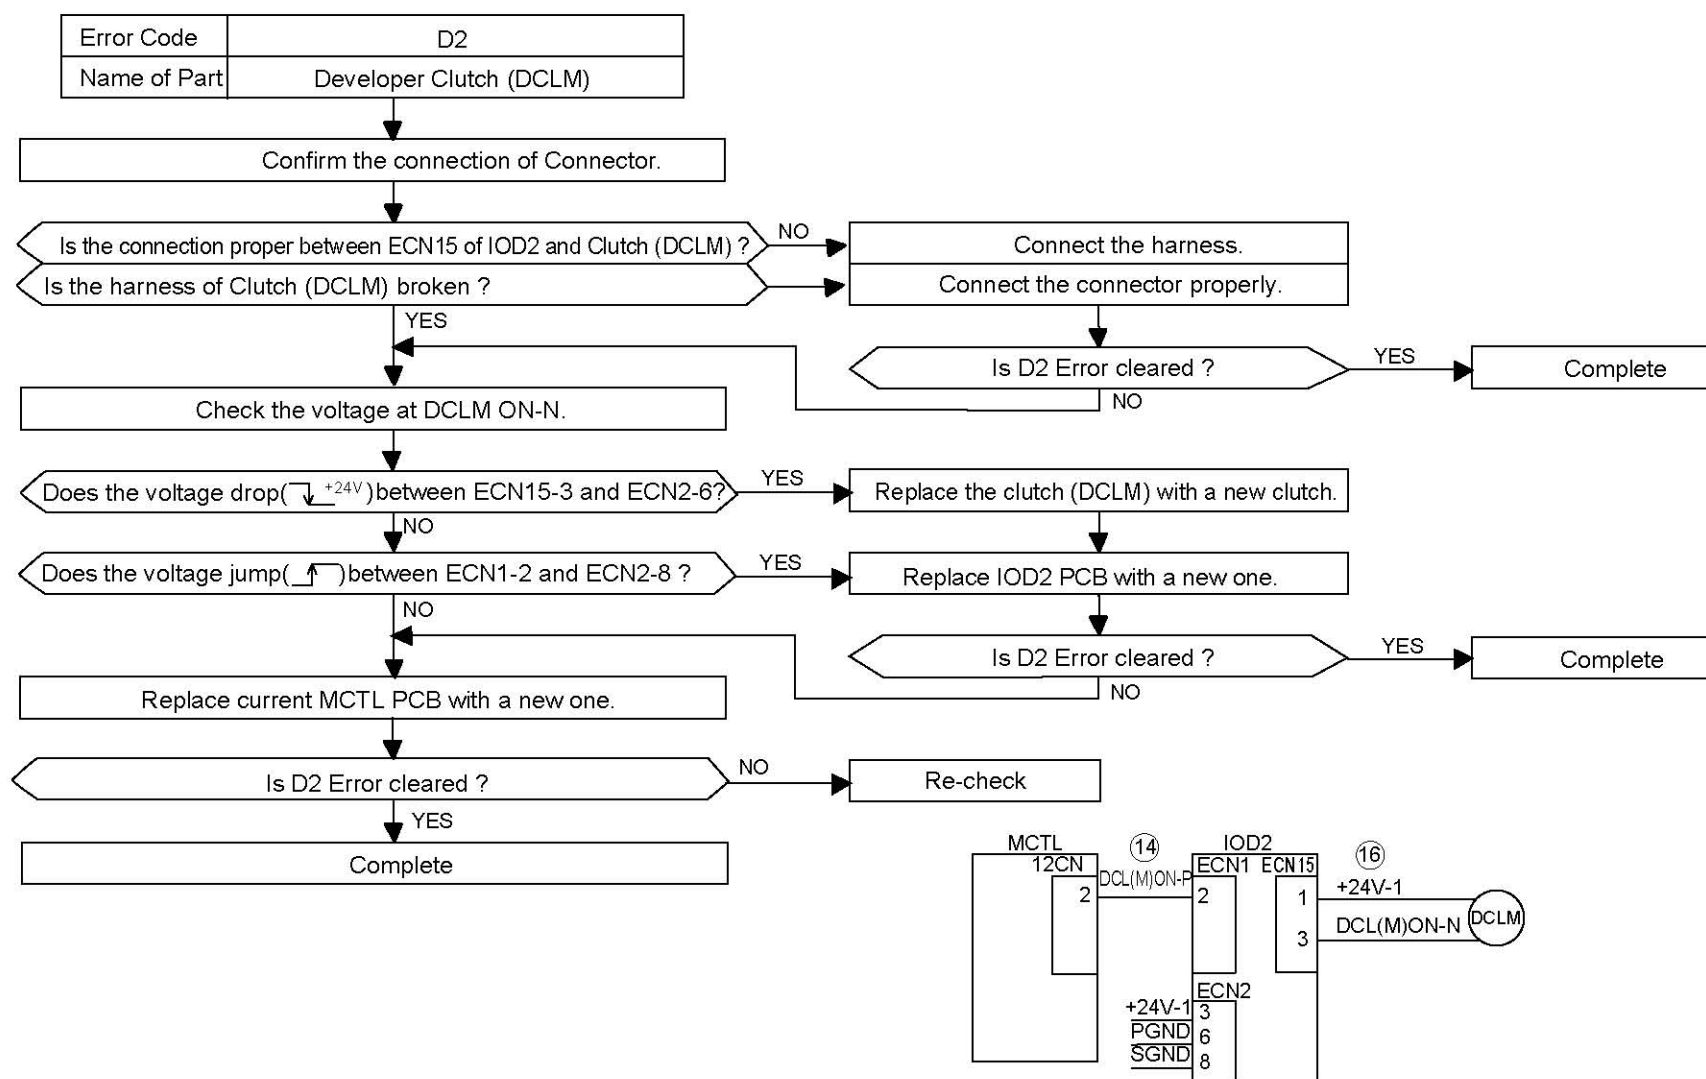 Error Code D2
Name of Part Developer Clutch (DCLM)
Confirm the connection of Connector.
Is the connection proper between ECN15 of IOD2 and Clutch (DCLM) ?
NO
Connect the harness.
Is the harness of Clutch (DCLM) broken ?
Connect the connector properly.
YES
Is D2 Error cleared ?
YES
Complete
NO
Check the voltage at DCLM ON-N.
Does the voltage drop( +24V )between ECN15-3 and ECN2-6?
YES
Replace the clutch (DCLM) with a new clutch.
NO
Does the voltage jump( )between ECN1-2 and ECN2-8 ?
YES
Replace IOD2 PCB with a new one.
NO
Is D2 Error cleared ?
YES
Complete
NO
Replace current MCTL PCB with a new one.
Is D2 Error cleared ?
NO
Re-check
YES
Complete
MCTL
14
IOD2
16
12CN
DCL(M)ON-P
ECN1
ECN15
+24V-1
2
2
1
DCLM
3
DCL(M)ON-N
ECN2
+24V-1 3
PGND 6
SGND 8